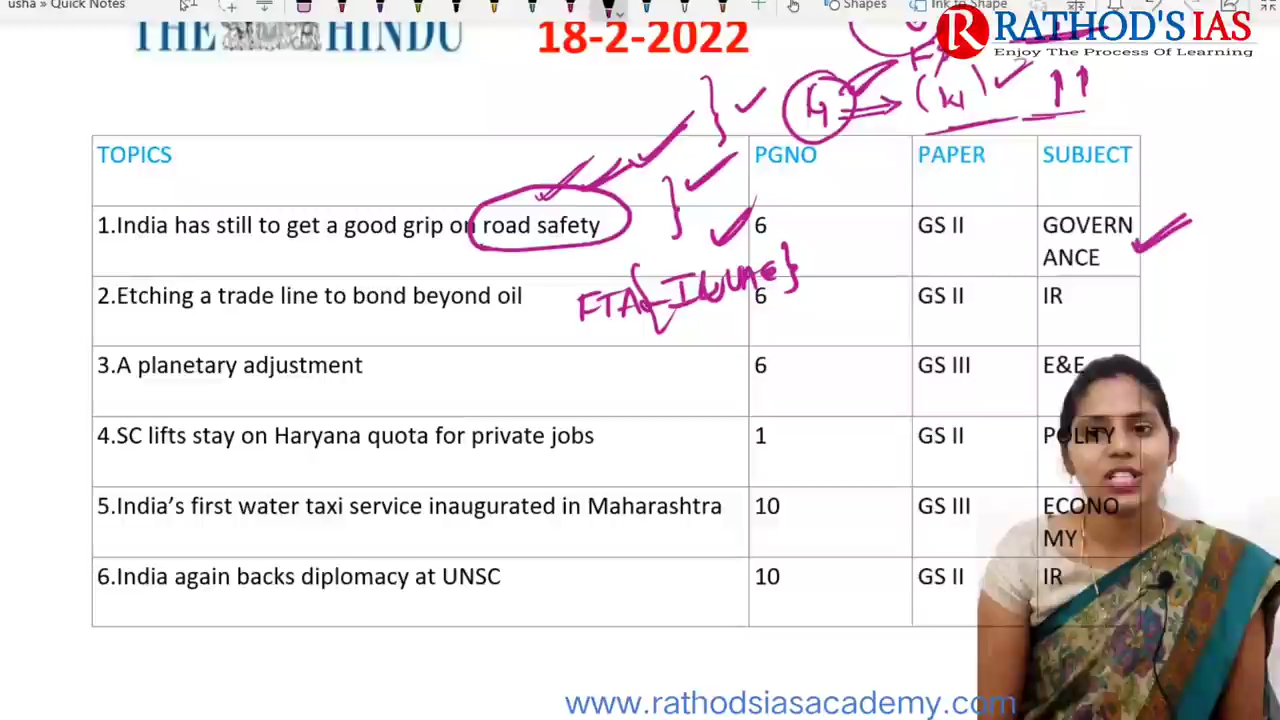 usha » Quick Notes
Shapes
Ink to Shape
THE HINDU
18-2-2022
RATHOD'S IAS
Enjoy The Process Of Learning
TOPICS PGNO PAPER SUBJECT
1.India has still to get a good grip on road safety 6 GS II GOVERN
ANCE
2.Etching a trade line to bond beyond oil 6 GS II IR
FTA
3.A planetary adjustment 6 GS III E&E
4.SC lifts stay on Haryana quota for private jobs 1 GS II POLITY
5.India's first water taxi service inaugurated in Maharashtra 10 GS III ECONO
MY
6.India again backs diplomacy at UNSC 10 GS II IR
www.rathodsiasacademy.com